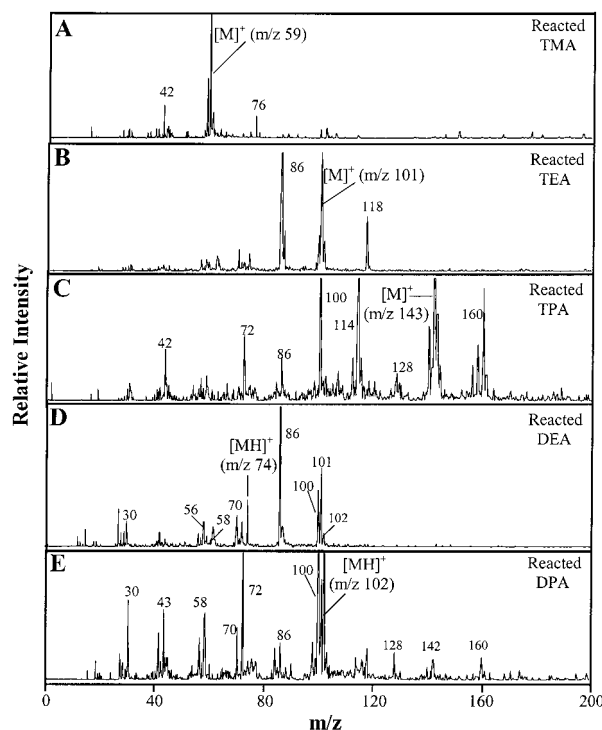 A
Reacted
TMA
[M]+ (m/z 59)
42
76
B
Reacted
TEA
86
[M]+ (m/z 101)
118
C
Reacted
TPA
100
[M]+
(m/z 143)
114
160
72
42
86
128
D
Reacted
DEA
86
[MH]+
(m/z 74)
101
100
102
30
56
58
70
E
Reacted
DPA
100
[MH]+
(m/z 102)
72
30
43
58
70
86
128
142
160
0
40
80
120
160
200
m/z
Relative Intensity